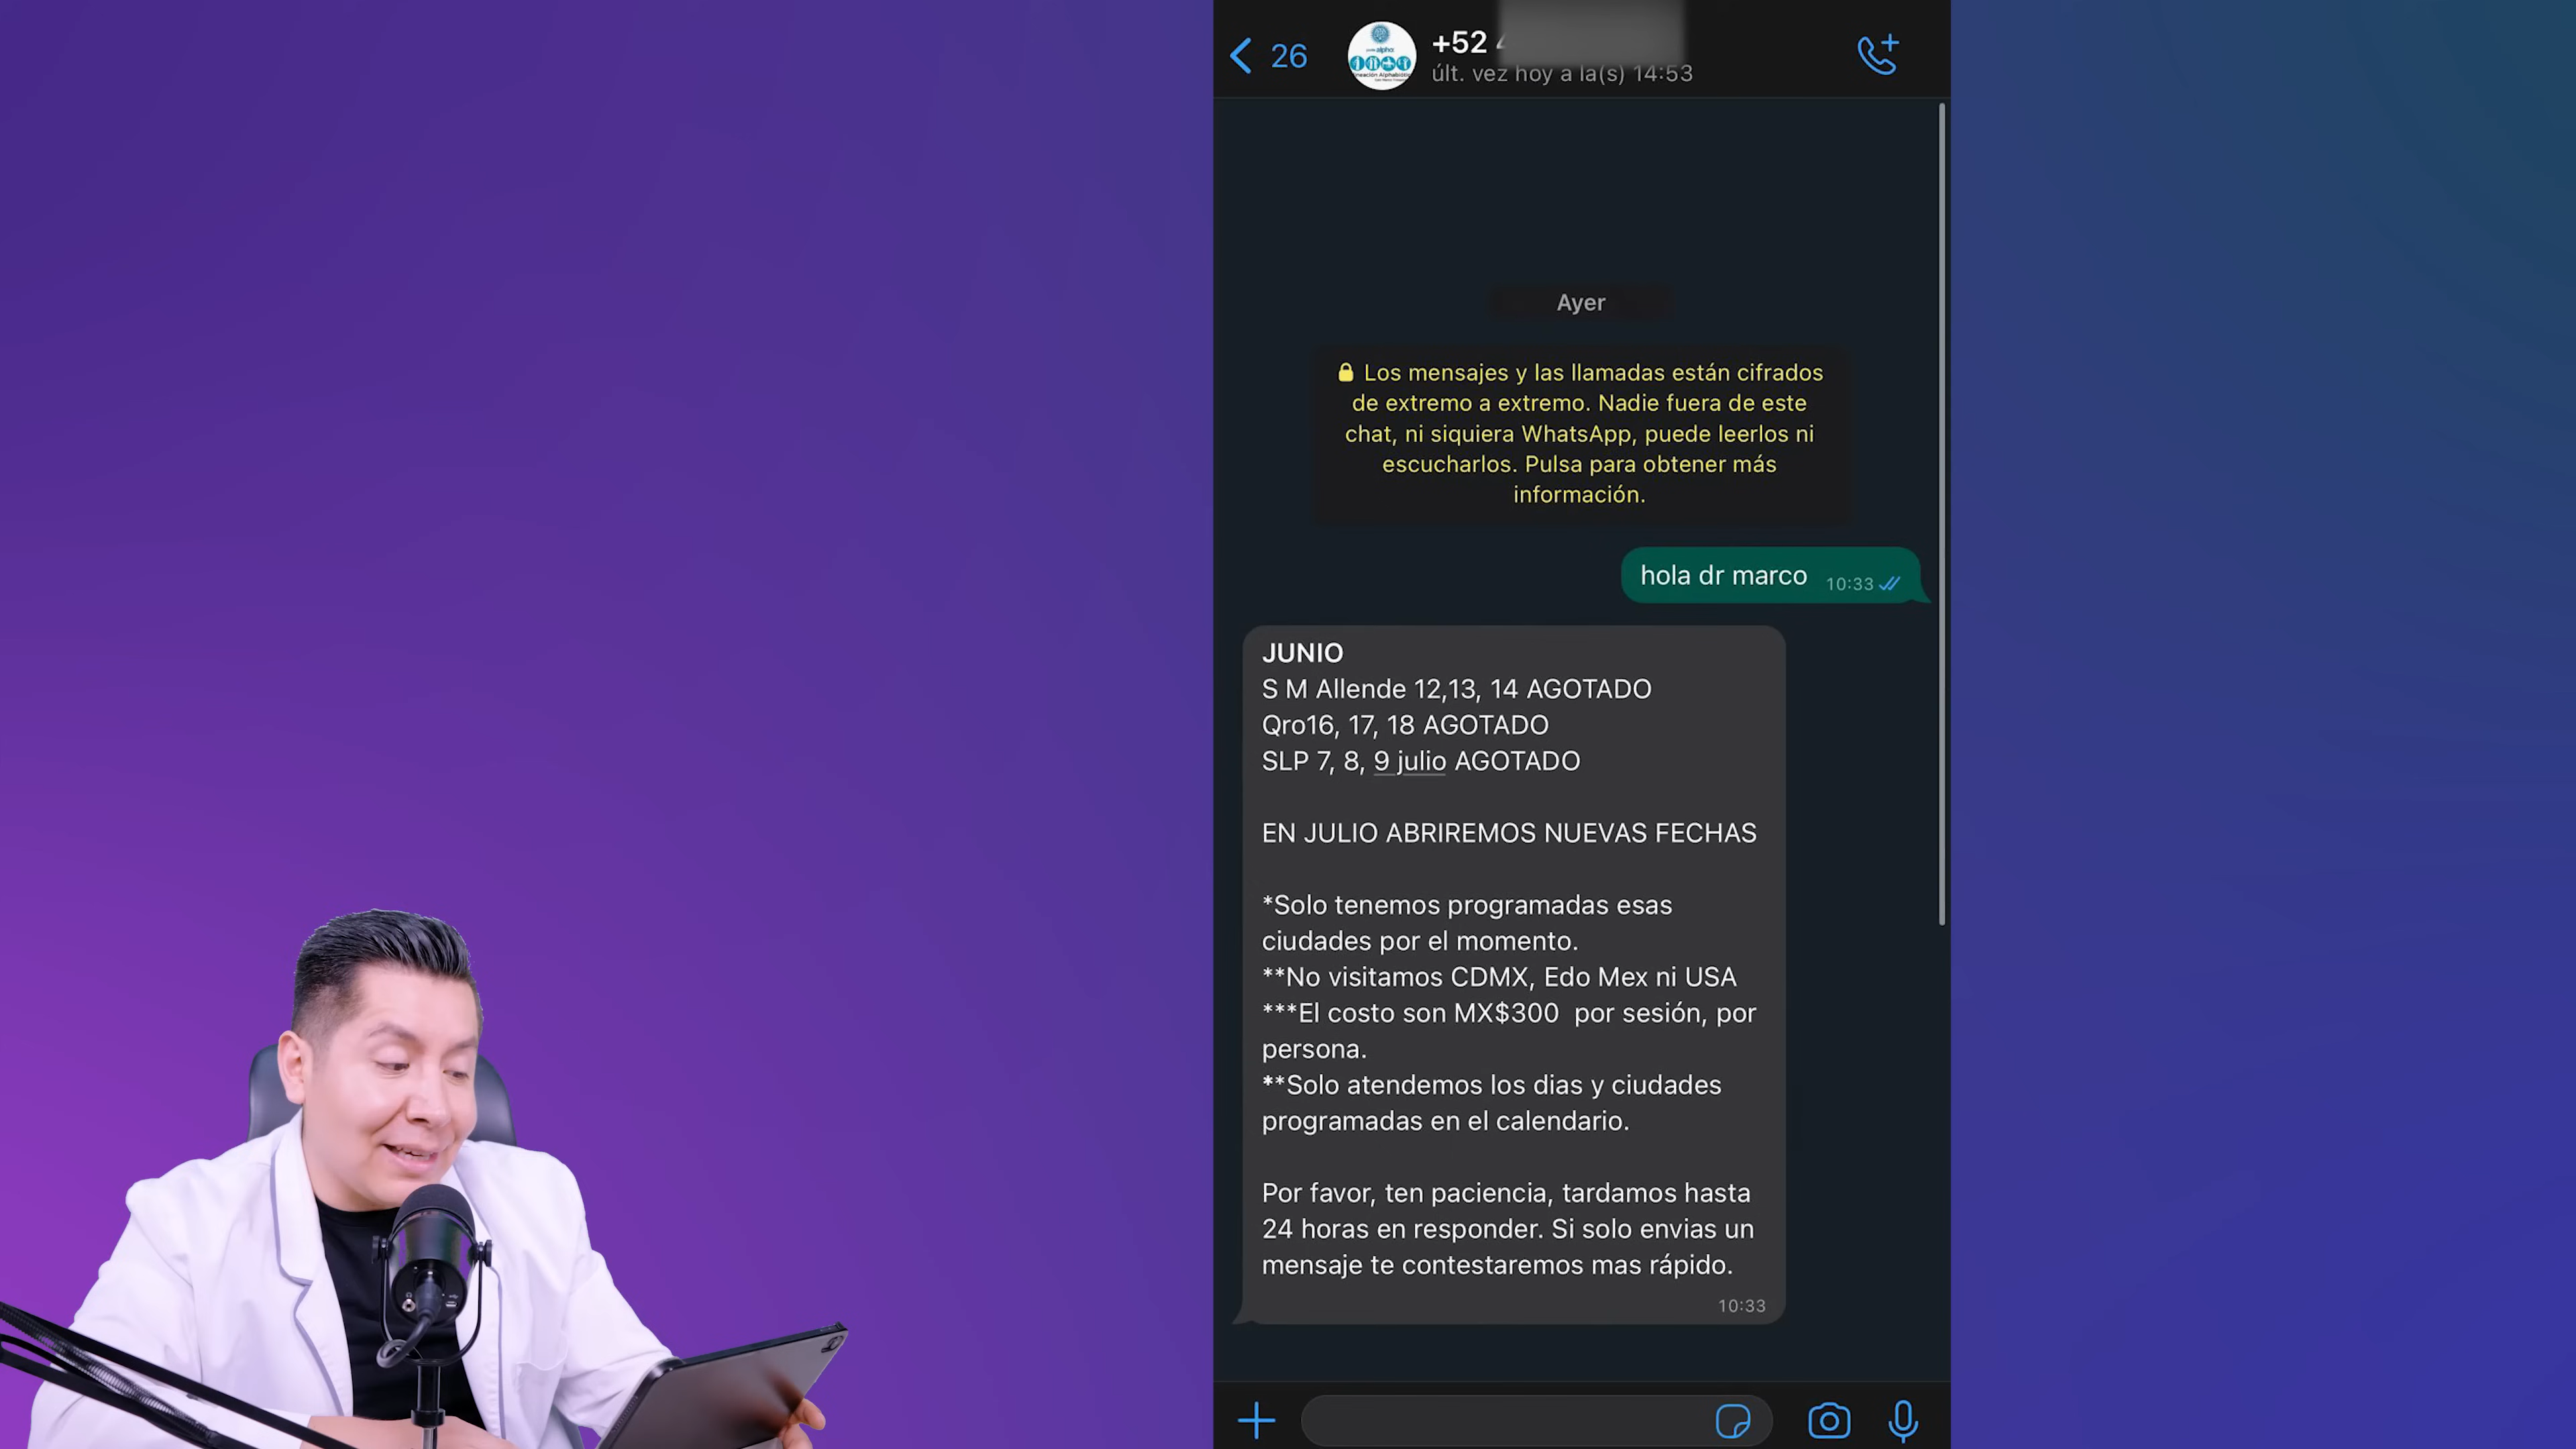 26
+52
últ. vez hoy a la(s) 14:53
alpha
Ayer
Los mensajes y las llamadas están cifrados
de extremo a extremo. Nadie fuera de este
chat, ni siquiera WhatsApp, puede leerlos ni
escucharlos. Pulsa para obtener más
información.
hola dr marco 10:33
JUNIO
S M Allende 12,13, 14 AGOTADO
Qro16, 17, 18 AGOTADO
SLP 7, 8, 9 julio AGOTADO
EN JULIO ABRIREMOS NUEVAS FECHAS
*Solo tenemos programadas esas
ciudades por el momento.
**No visitamos CDMX, Edo Mex ni USA
***El costo son MX$300 por sesión, por
persona.
**Solo atendemos los dias y ciudades
programadas en el calendario.
Por favor, ten paciencia, tardamos hasta
24 horas en responder. Si solo envias un
mensaje te contestaremos mas rápido.
10:33